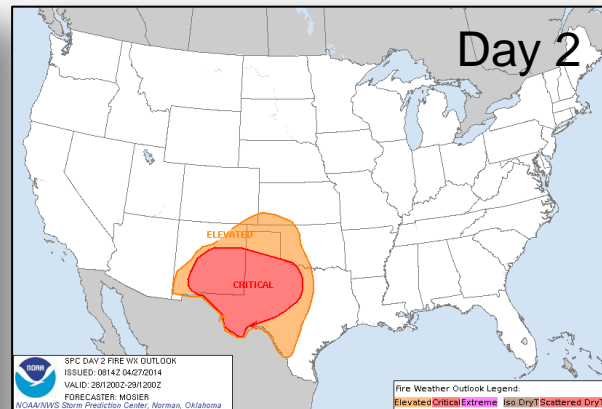 Day 2
ELEVATED
CRITICAL
NOAA
SPC DAY 2 FIRE WX OUTLOOK
ISSUED: 0814Z 04/27/2014
VALID: 28/1200Z-29/1200Z
FORECASTER: MOSIER
NOAA/NWS Storm Prediction Center, Norman, Oklahoma
Fire Weather Outlook Legend:
Elevated Critical Extreme Iso DryT Scattered DryT